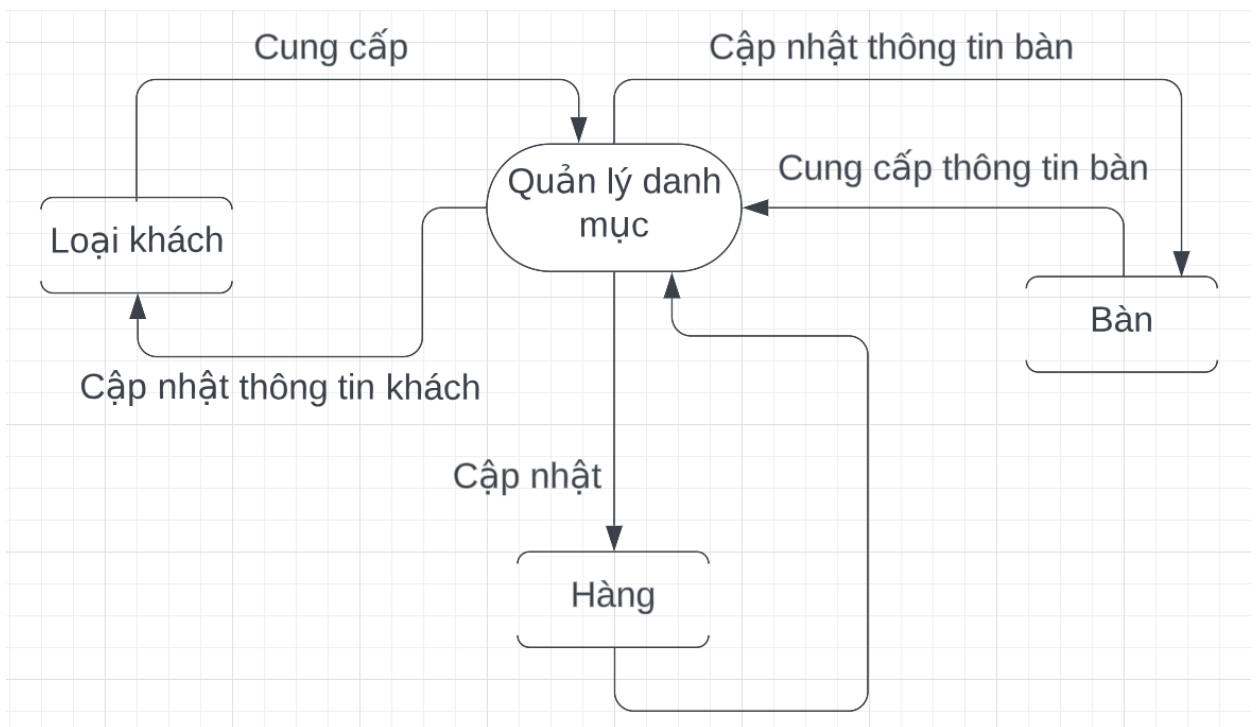 Cung cấp
Cập nhật thông tin bàn
Cung cấp thông tin bàn
Quản lý danh
mục
Loại khách
Bàn
Cập nhật thông tin khách
Cập nhật
Hàng